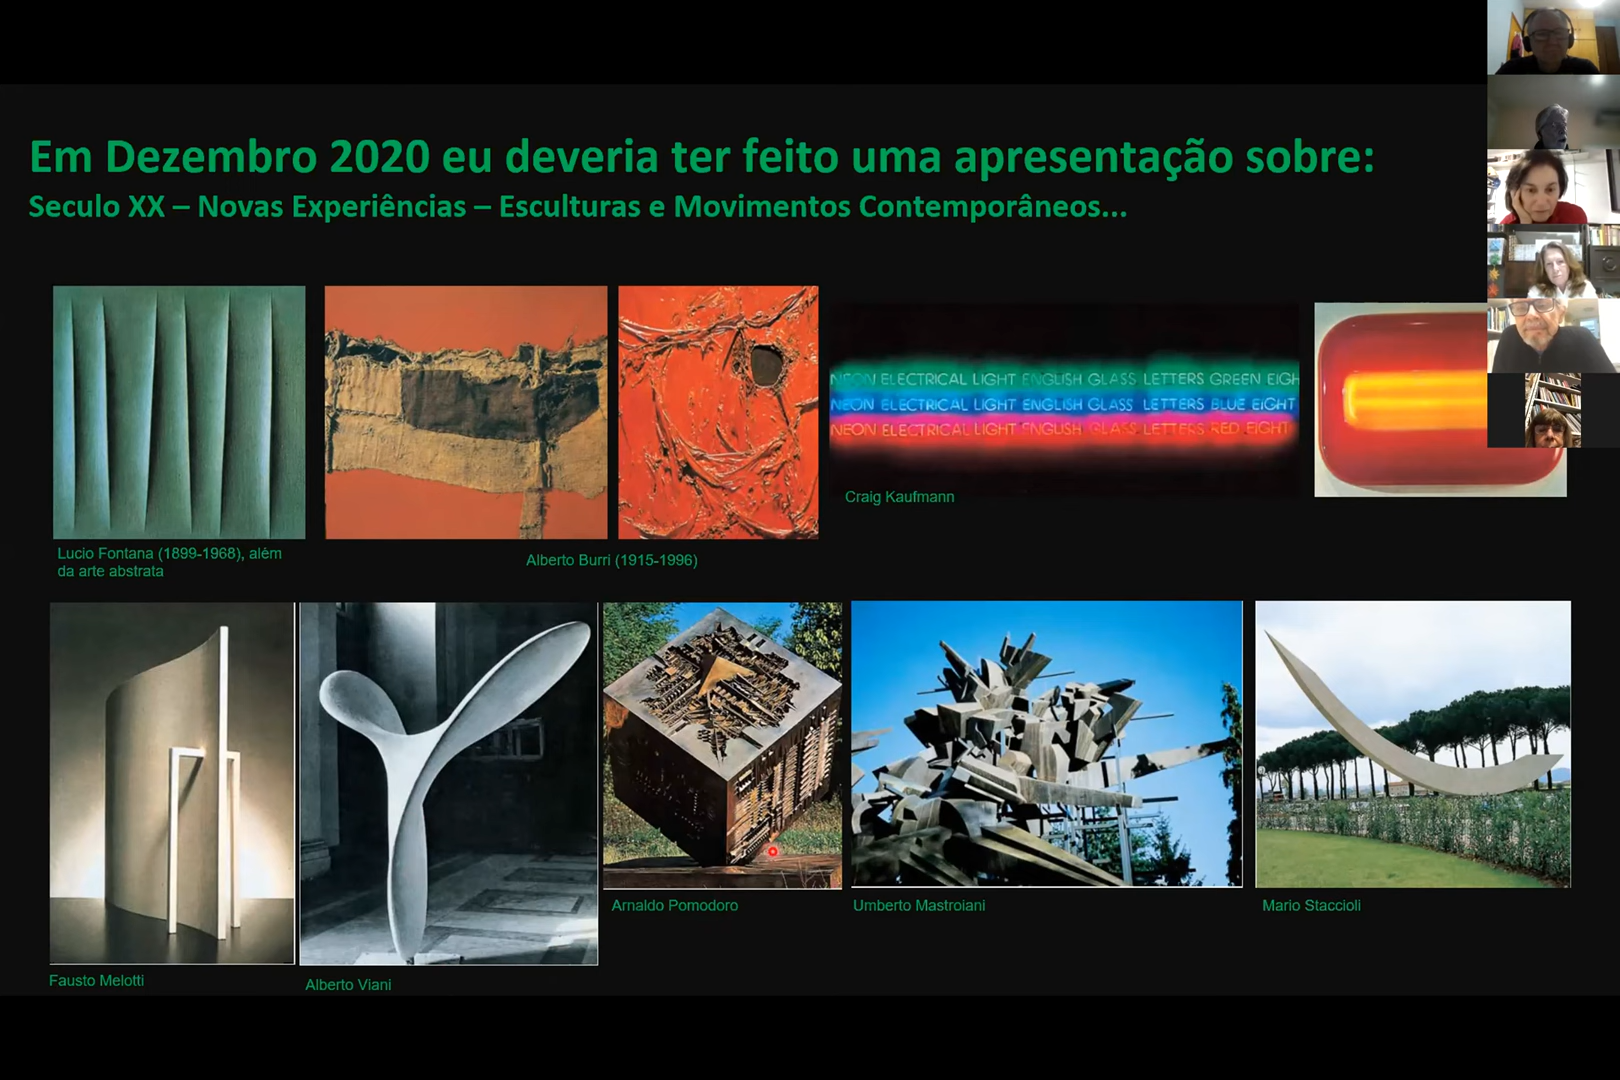 Em Dezembro 2020 eu deveria ter feito uma apresentação sobre:
Seculo XX – Novas Experiências – Esculturas e Movimentos Contemporâneos...
NEON ELECTRICAL LIGHT ENGLISH GLASS LETTERS GREEN EIGH
NEON ELECTRICAL LIGHT ENGLISH GLASS LETTERS BLUE EIGHT
NEON ELECTRICAL LIGHT ENGLISH GLASS LETTERS RED EIGHT
Craig Kaufmann
Lucio Fontana (1899-1968), além
da arte abstrata
Alberto Burri (1915-1996)
Arnaldo Pomodoro
Umberto Mastroiani
Mario Staccioli
Fausto Melotti
Alberto Viani